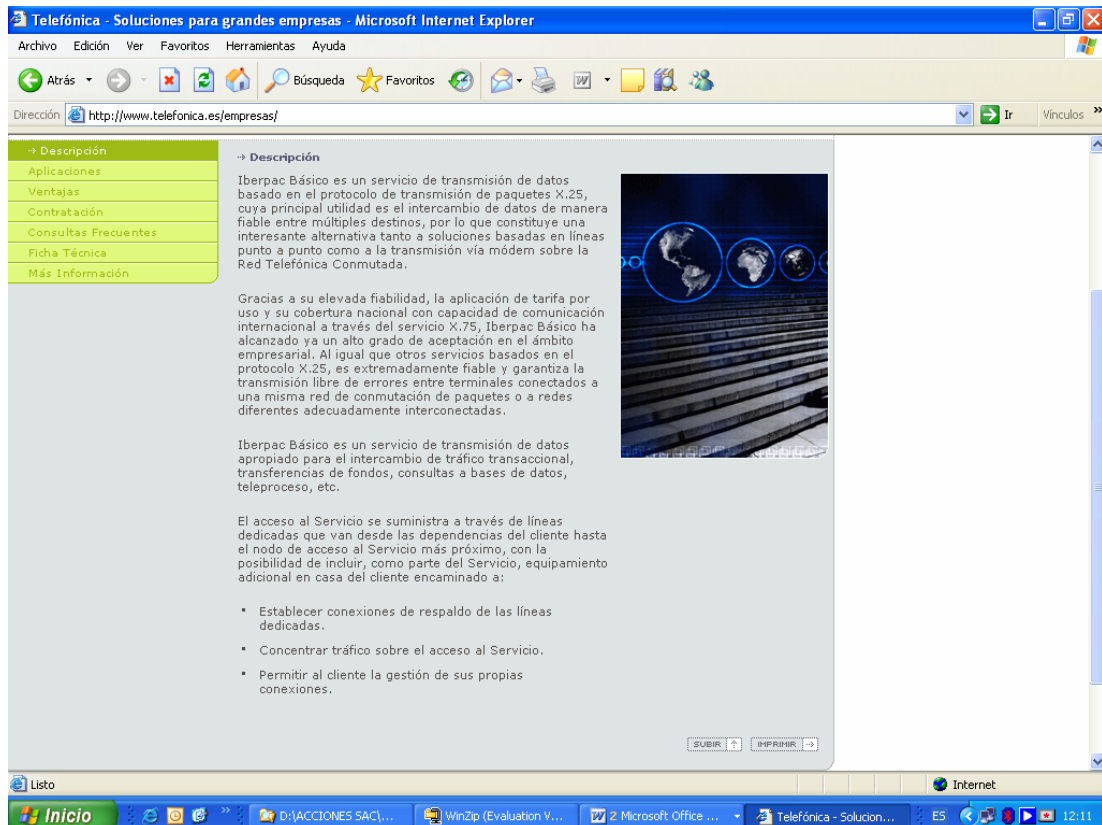 Telefónica - Soluciones para grandes empresas - Microsoft Internet Explorer
Archivo Edición Ver Favoritos Herramientas Ayuda
Atrás Búsqueda Favoritos
Dirección http://www.telefonica.es/empresas/ Ir Vínculos »
→ Descripción
Aplicaciones
Ventajas
Contratación
Consultas Frecuentes
Ficha Técnica
Más Información
→ Descripción
Iberpac Básico es un servicio de transmisión de datos
basado en el protocolo de transmisión de paquetes X.25,
cuya principal utilidad es el intercambio de datos de manera
fiable entre múltiples destinos, por lo que constituye una
interesante alternativa tanto a soluciones basadas en líneas
punto a punto como a la transmisión vía módem sobre la
Red Telefónica Conmutada.
Gracias a su elevada fiabilidad, la aplicación de tarifa por
uso y su cobertura nacional con capacidad de comunicación
internacional a través del servicio X.75, Iberpac Básico ha
alcanzado ya un alto grado de aceptación en el ámbito
empresarial. Al igual que otros servicios basados en el
protocolo X.25, es extremadamente fiable y garantiza la
transmisión libre de errores entre terminales conectados a
una misma red de conmutación de paquetes o a redes
diferentes adecuadamente interconectadas.
Iberpac Básico es un servicio de transmisión de datos
apropiado para el intercambio de tráfico transaccional,
transferencias de fondos, consultas a bases de datos,
teleproceso, etc.
El acceso al Servicio se suministra a través de líneas
dedicadas que van desde las dependencias del cliente hasta
el nodo de acceso al Servicio más próximo, con la
posibilidad de incluir, como parte del Servicio, equipamiento
adicional en casa del cliente encaminado a:
▪ Establecer conexiones de respaldo de las líneas
dedicadas.
▪ Concentrar tráfico sobre el acceso al Servicio.
▪ Permitir al cliente la gestión de sus propias
conexiones.
SUBIR ↑ IMPRIMIR →
Listo Internet
Inicio » D:\ACCIONES SAC\... WinZip (Evaluation V... 2 Microsoft Office ... Telefónica - Solucion... ES 12:11